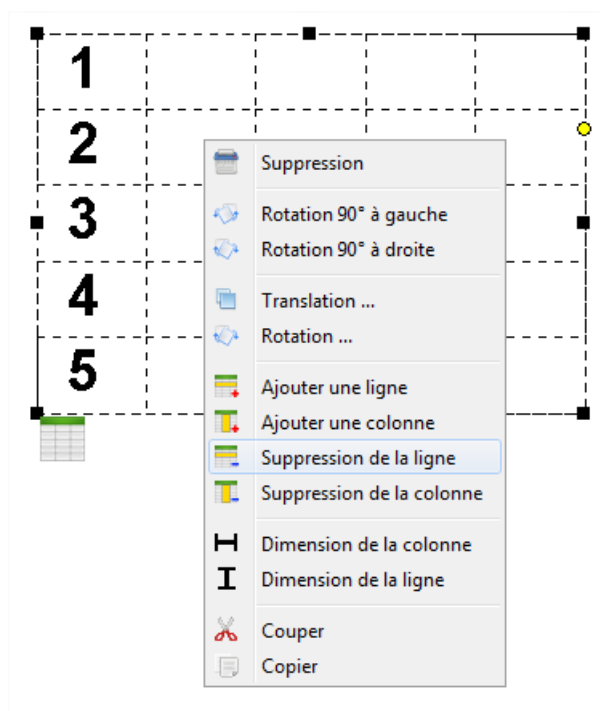 1
2
3
4
5
Suppression
Rotation 90° à gauche
Rotation 90° à droite
Translation ...
Rotation ...
Ajouter une ligne
Ajouter une colonne
Suppression de la ligne
Suppression de la colonne
Dimension de la colonne
Dimension de la ligne
Couper
Copier